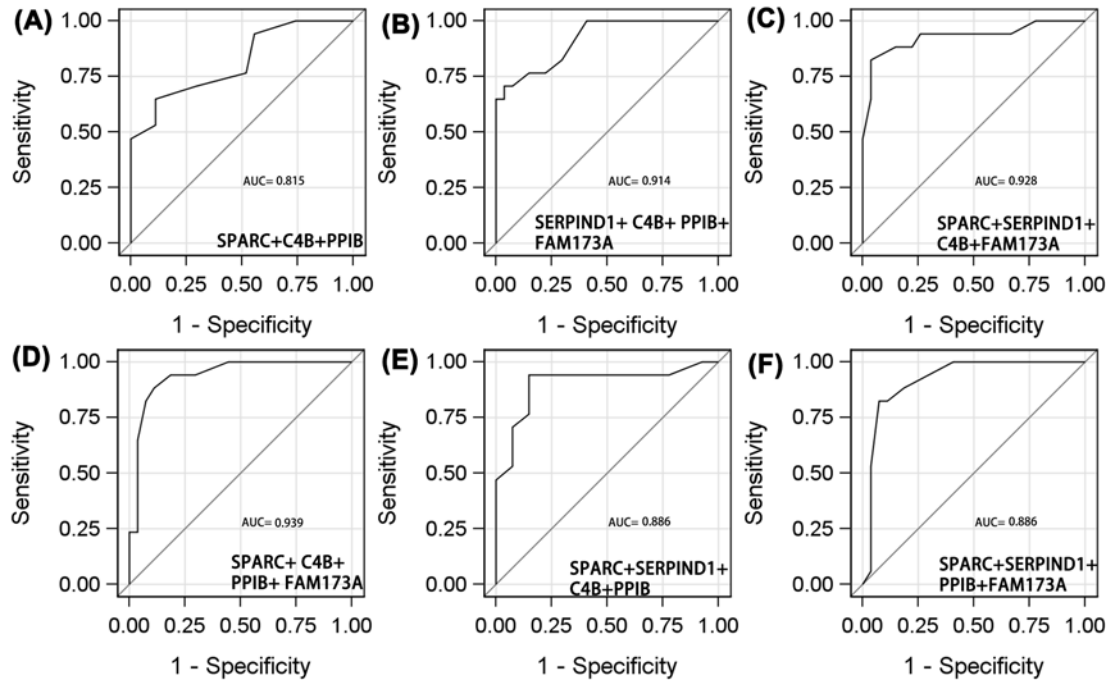 (A)
1.00
0.75
0.50
0.25
0.00
Sensitivity
AUC= 0.815
SPARC+C4B+PPIB
0.00 0.25 0.50 0.75 1.00
1 - Specificity
(B)
1.00
0.75
0.50
0.25
0.00
Sensitivity
AUC= 0.914
SERPIND1+ C4B+ PPIB+
FAM173A
0.00 0.25 0.50 0.75 1.00
1 - Specificity
(C)
1.00
0.75
0.50
0.25
0.00
Sensitivity
AUC= 0.928
SPARC+SERPIND1+
C4B+FAM173A
0.00 0.25 0.50 0.75 1.00
1 - Specificity
(D)
1.00
0.75
0.50
0.25
0.00
Sensitivity
AUC= 0.939
SPARC+ C4B+
PPIB+ FAM173A
0.00 0.25 0.50 0.75 1.00
1 - Specificity
(E)
1.00
0.75
0.50
0.25
0.00
Sensitivity
AUC= 0.886
SPARC+SERPIND1+
C4B+PPIB
0.00 0.25 0.50 0.75 1.00
1 - Specificity
(F)
1.00
0.75
0.50
0.25
0.00
Sensitivity
AUC= 0.886
SPARC+SERPIND1+
PPIB+FAM173A
0.00 0.25 0.50 0.75 1.00
1 - Specificity